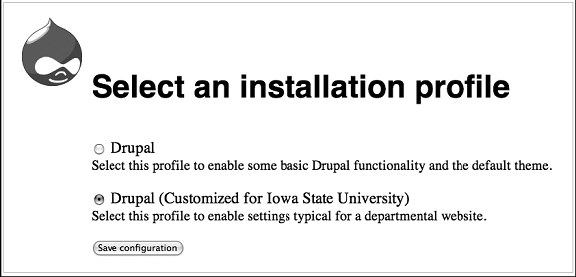 Select an installation profile
Drupal
Select this profile to enable some basic Drupal functionality and the default theme.
Drupal (Customized for Iowa State University)
Select this profile to enable settings typical for a departmental website.
Save configuration